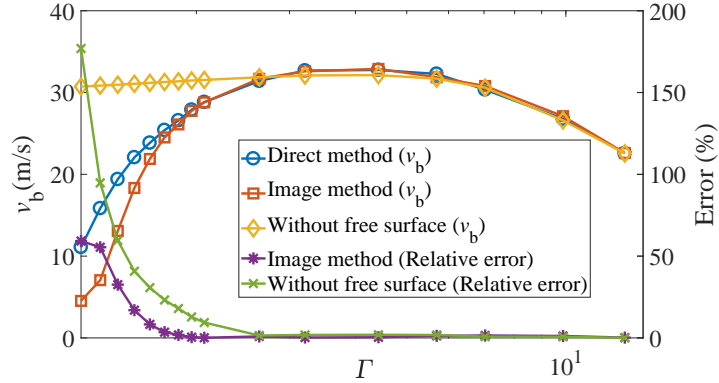 40
30
20
10
0
v_b(m/s)
200
150
100
50
0
Error (%)
Direct method (v_b)
Image method (v_b)
Without free surface (v_b)
Image method (Relative error)
Without free surface (Relative error)
Γ
10^1